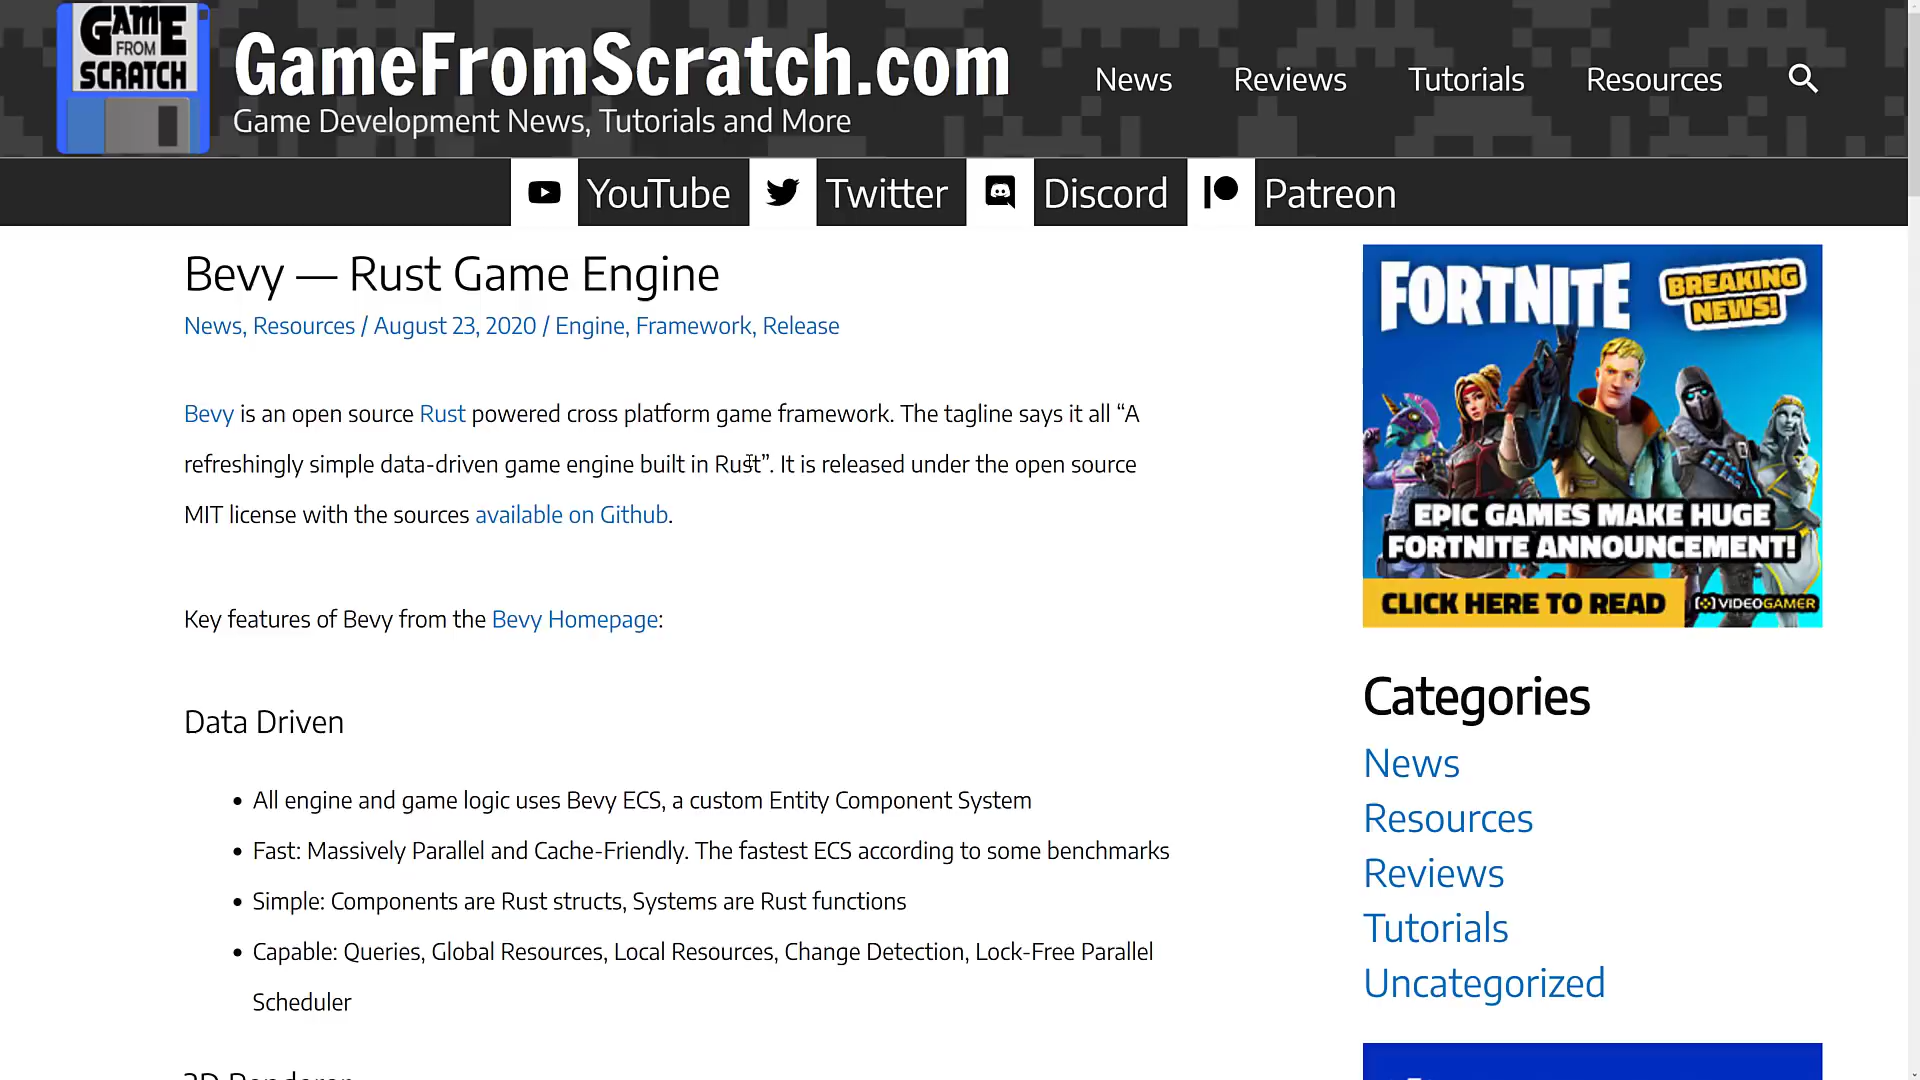 GAME
FROM
SCRATCH
GameFromScratch.com
Game Development News, Tutorials and More
News
Reviews
Tutorials
Resources
YouTube
Twitter
Discord
Patreon
Bevy — Rust Game Engine
News, Resources / August 23, 2020 / Engine, Framework, Release
Bevy is an open source Rust powered cross platform game framework. The tagline says it all “A
refreshingly simple data-driven game engine built in Rust”. It is released under the open source
MIT license with the sources available on Github.
Key features of Bevy from the Bevy Homepage:
Data Driven
• All engine and game logic uses Bevy ECS, a custom Entity Component System
• Fast: Massively Parallel and Cache-Friendly. The fastest ECS according to some benchmarks
• Simple: Components are Rust structs, Systems are Rust functions
• Capable: Queries, Global Resources, Local Resources, Change Detection, Lock-Free Parallel
Scheduler
FORTNITE
BREAKING
NEWS!
EPIC GAMES MAKE HUGE
FORTNITE ANNOUNCEMENT!
CLICK HERE TO READ
VIDEOGAMER
Categories
News
Resources
Reviews
Tutorials
Uncategorized